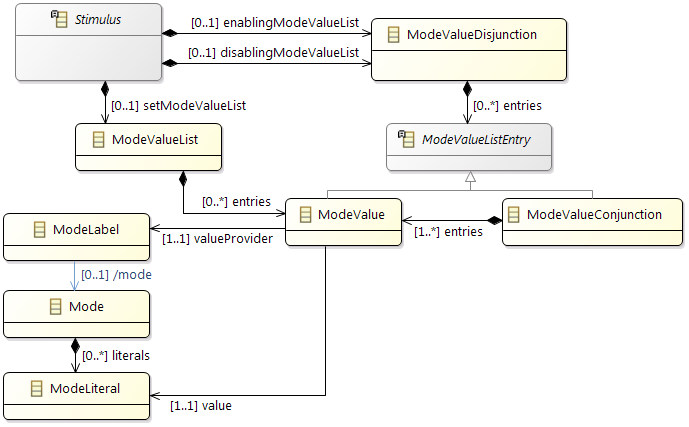 Stimulus
[0..1] enablingModeValueList
ModeValueDisjunction
[0..1] disablingModeValueList
[0..1] setModeValueList
[0..*] entries
ModeValueList
ModeValueListEntry
[0..*] entries
ModeValue
ModeValueConjunction
ModeLabel
[1..1] valueProvider
[1..*] entries
[0..1] /mode
Mode
[0..*] literals
ModeLiteral
[1..1] value